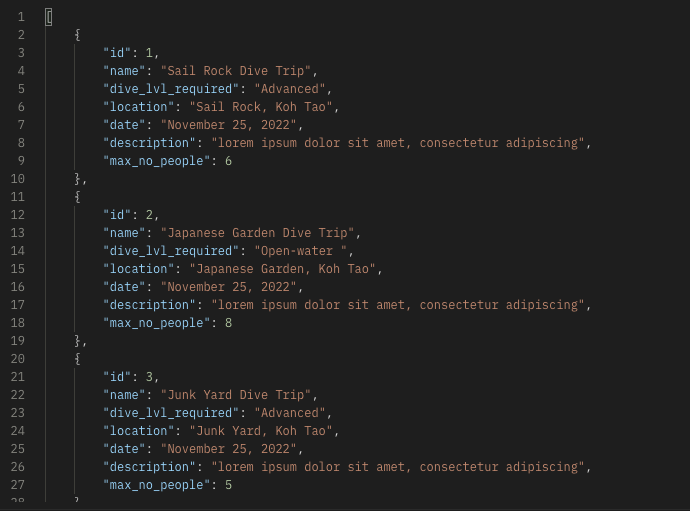 1 [
2 {
3 "id": 1,
4 "name": "Sail Rock Dive Trip",
5 "dive_lvl_required": "Advanced",
6 "location": "Sail Rock, Koh Tao",
7 "date": "November 25, 2022",
8 "description": "lorem ipsum dolor sit amet, consectetur adipiscing",
9 "max_no_people": 6
10 },
11 {
12 "id": 2,
13 "name": "Japanese Garden Dive Trip",
14 "dive_lvl_required": "Open-water ",
15 "location": "Japanese Garden, Koh Tao",
16 "date": "November 25, 2022",
17 "description": "lorem ipsum dolor sit amet, consectetur adipiscing",
18 "max_no_people": 8
19 },
20 {
21 "id": 3,
22 "name": "Junk Yard Dive Trip",
23 "dive_lvl_required": "Advanced",
24 "location": "Junk Yard, Koh Tao",
25 "date": "November 25, 2022",
26 "description": "lorem ipsum dolor sit amet, consectetur adipiscing",
27 "max_no_people": 5